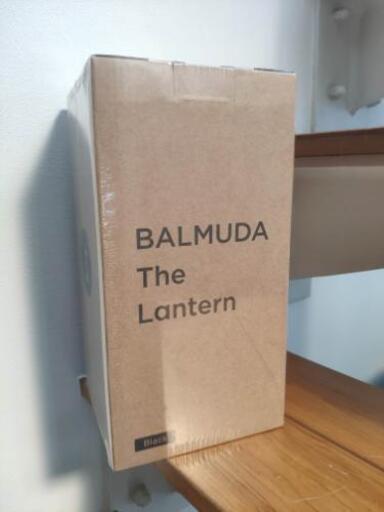 BALMUDA
The
Lantern
Black